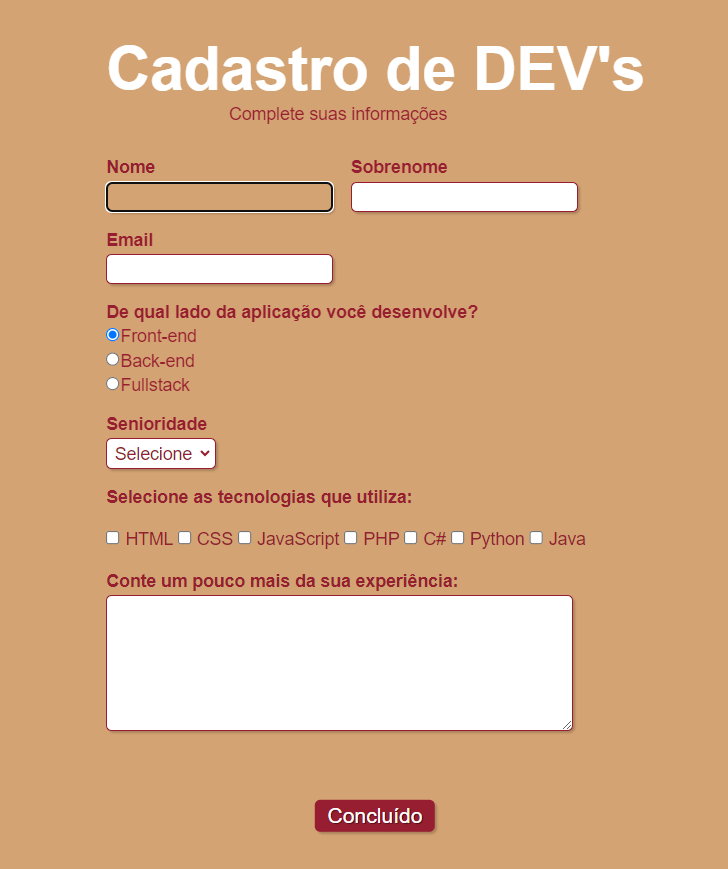 Cadastro de DEV's
Complete suas informações
Nome Sobrenome
Email
De qual lado da aplicação você desenvolve?
Front-end
Back-end
Fullstack
Senioridade
Selecione
Selecione as tecnologias que utiliza:
HTML CSS JavaScript PHP C# Python Java
Conte um pouco mais da sua experiência:
Concluído